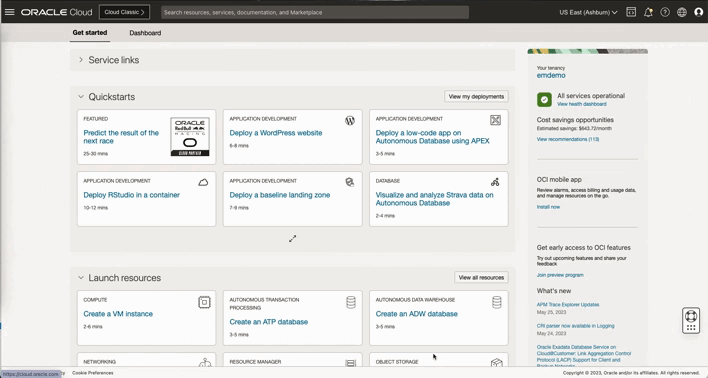 ORACLE Cloud
Cloud Classic >
Search resources, services, documentation, and Marketplace
US East (Ashburn)
Get started
Dashboard
Service links
Quickstarts
View my deployments
FEATURED
Predict the result of the
next race
25-30 mins
ORACLE
Red Bull
RACING
CLOUD PARTNER
APPLICATION DEVELOPMENT
Deploy a WordPress website
6-8 mins
APPLICATION DEVELOPMENT
Deploy a low-code app on
Autonomous Database using APEX
3-5 mins
APPLICATION DEVELOPMENT
Deploy RStudio in a container
10-12 mins
APPLICATION DEVELOPMENT
Deploy a baseline landing zone
7-9 mins
DATABASE
Visualize and analyze Strava data on
Autonomous Database
2-4 mins
Launch resources
View all resources
COMPUTE
Create a VM instance
2-6 mins
AUTONOMOUS TRANSACTION
PROCESSING
Create an ATP database
3-5 mins
AUTONOMOUS DATA WAREHOUSE
Create an ADW database
3-5 mins
NETWORKING
RESOURCE MANAGER
OBJECT STORAGE
Your tenancy
emdemo
All services operational
View health dashboard
Cost savings opportunities
Estimated savings: $643.72/month
View recommendations (113)
OCI mobile app
Review alarms, access billing and usage data,
and manage resources on the go.
Install now
Get early access to OCI features
Try out upcoming features and share your
feedback
Join preview program
What's new
APM Trace Explorer Updates
May 25, 2023
CRI parser now available in Logging
May 24, 2023
Oracle Exadata Database Service on
Cloud@Customer: Link Aggregation Control
Protocol (LACP) Support for Client and
https://cloud.oracle.com
Cookie Preferences
Copyright © 2023, Oracle and/or its affiliates. All rights reserved.